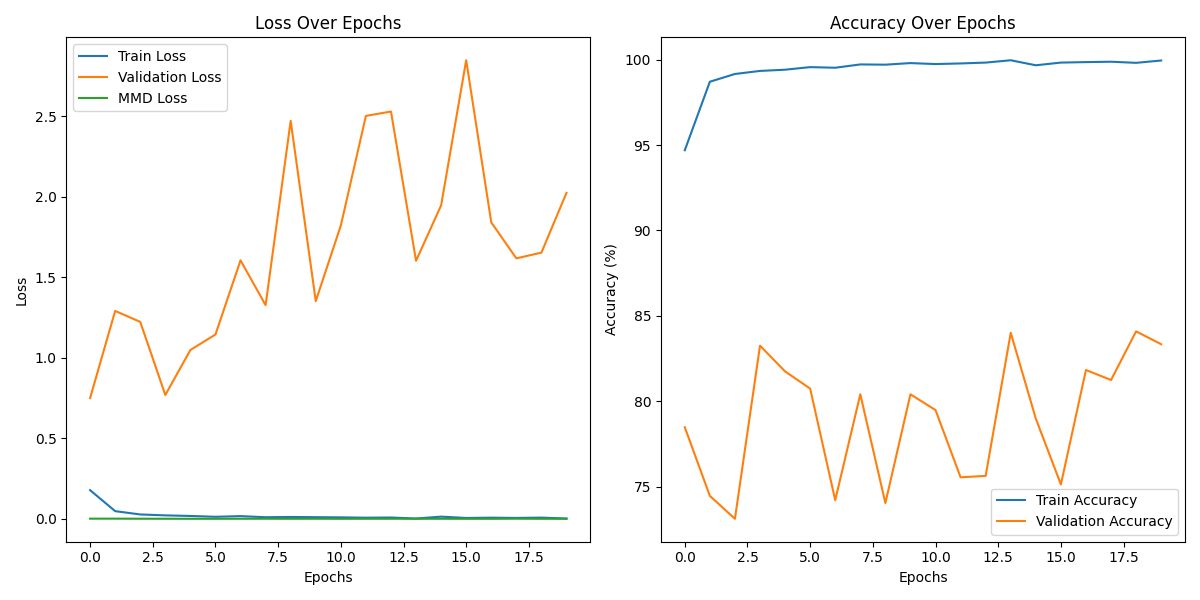 Loss Over Epochs
Train Loss
Validation Loss
MMD Loss
2.5
2.0
1.5
1.0
0.5
0.0
Loss
0.0 2.5 5.0 7.5 10.0 12.5 15.0 17.5
Epochs
Accuracy Over Epochs
100
95
90
85
80
75
Accuracy (%)
Train Accuracy
Validation Accuracy
0.0 2.5 5.0 7.5 10.0 12.5 15.0 17.5
Epochs